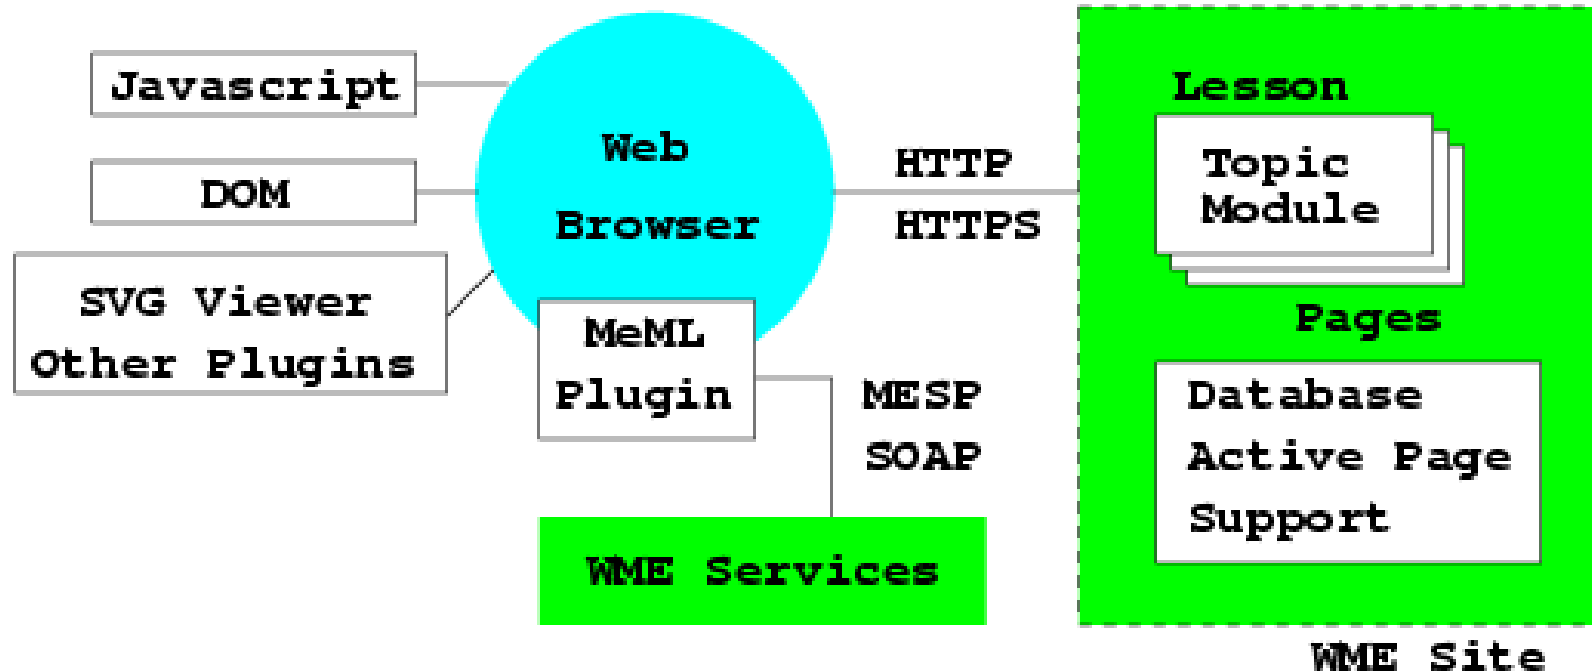 Javascript
DOM
SVG Viewer
Other Plugins
Web
Browser
MeML
Plugin
HTTP
HTTPS
MESP
SOAP
WME Services
Lesson
Topic
Module
Pages
Database
Active Page
Support
WME Site